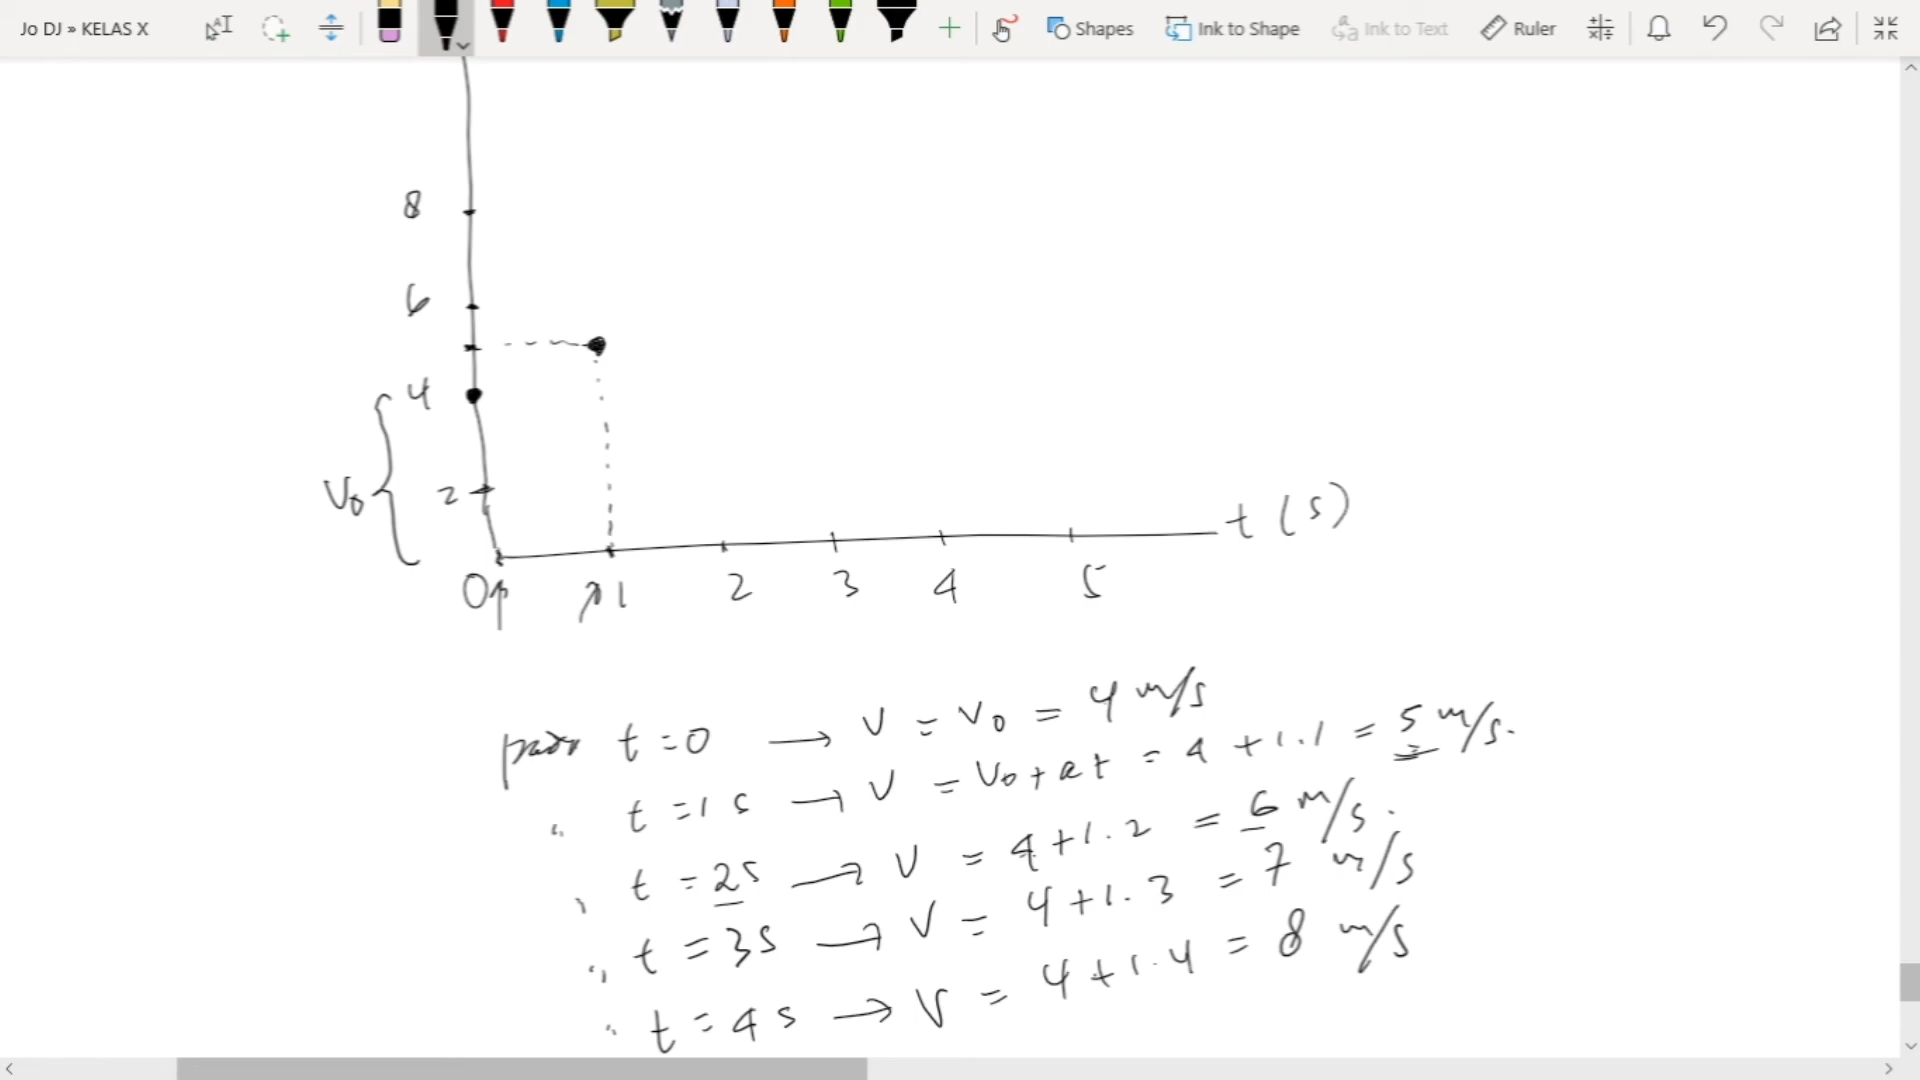 Jo DJ » KELAS X
Shapes
Ink to Shape
Ink to Text
Ruler
8
6
4
V₀
2
t (s)
0 1 2 3 4 5
pada t = 0 → V = V₀ = 4 m/s
" t = 1 s → V = V₀ + a t = 4 + 1.1 = 5 m/s.
" t = 2 s → V = 4 + 1.2 = 6 m/s.
" t = 3 s → V = 4 + 1.3 = 7 m/s
" t = 4 s → V = 4 + 1.4 = 8 m/s